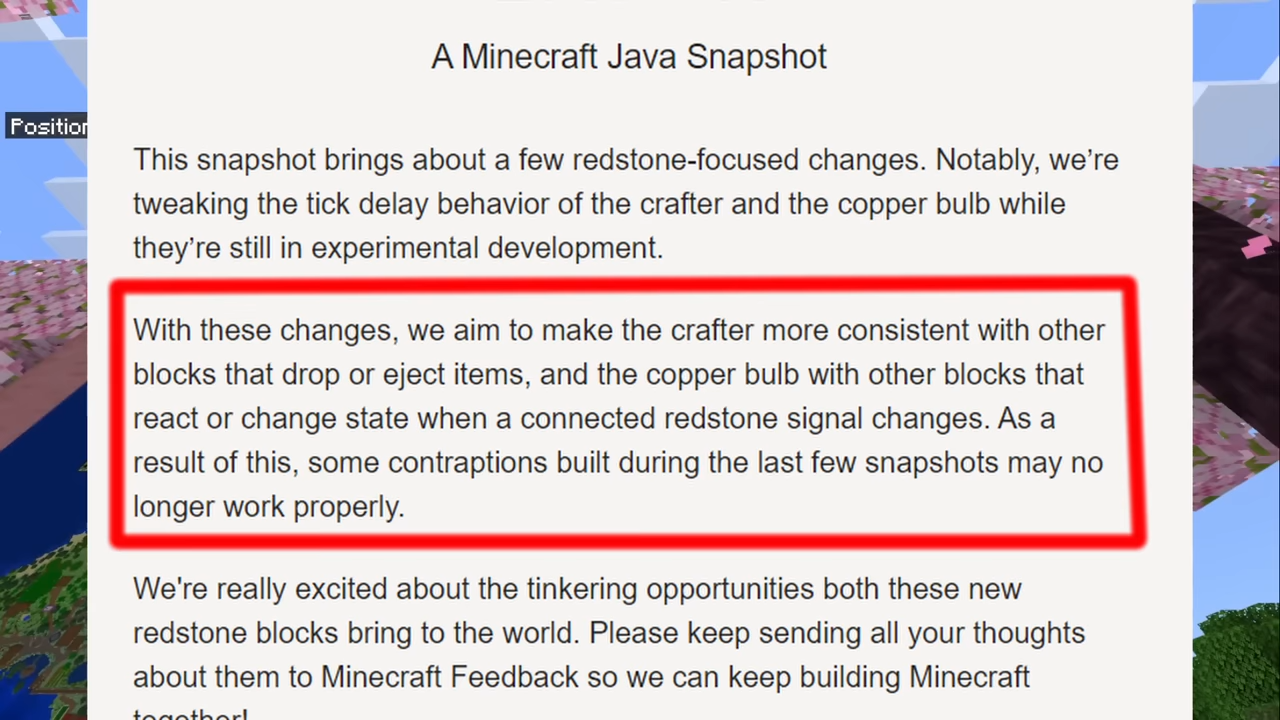 A Minecraft Java Snapshot
Position
This snapshot brings about a few redstone-focused changes. Notably, we’re
tweaking the tick delay behavior of the crafter and the copper bulb while
they’re still in experimental development.
With these changes, we aim to make the crafter more consistent with other
blocks that drop or eject items, and the copper bulb with other blocks that
react or change state when a connected redstone signal changes. As a
result of this, some contraptions built during the last few snapshots may no
longer work properly.
We're really excited about the tinkering opportunities both these new
redstone blocks bring to the world. Please keep sending all your thoughts
about them to Minecraft Feedback so we can keep building Minecraft
together!